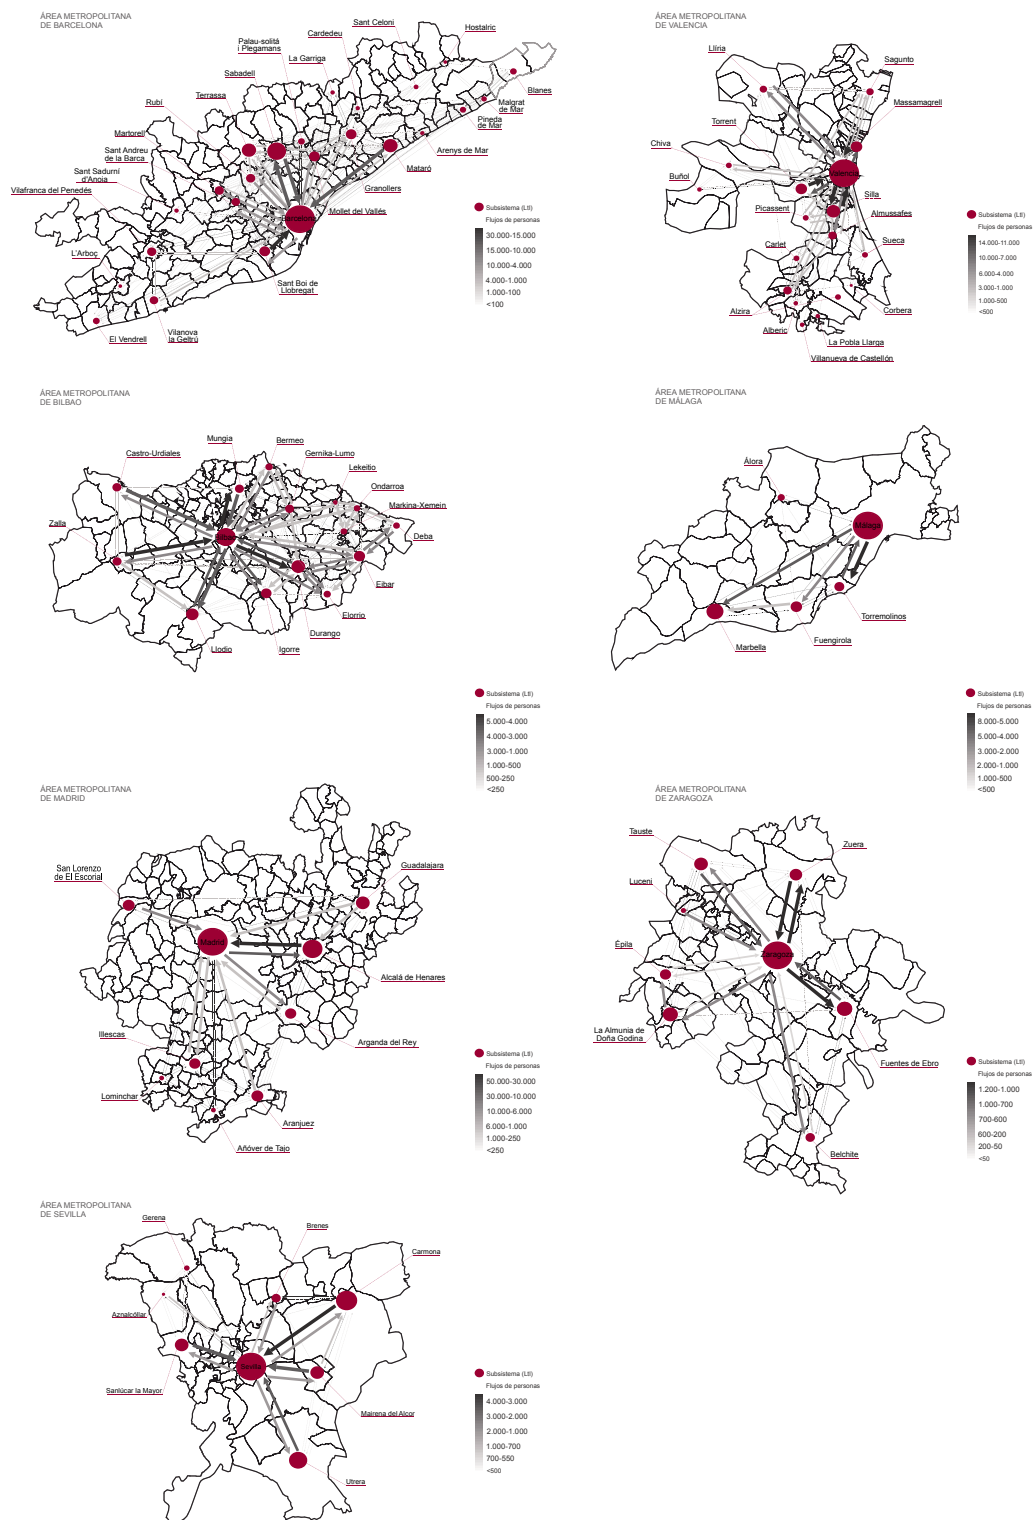 ÁREA METROPOLITANA
DE BARCELONA
Sant Celoni
Hostalric
Cardedeu
Palau-solità
i Plegamans
La Garriga
Sabadell
Blanes
Terrassa
Rubí
Malgrat
de Mar
Pineda
de Mar
Martorell
Arenys de Mar
Sant Andreu
de la Barca
Mataró
Sant Sadurní
d'Anoia
Granollers
Vilafranca del Penedés
Mollet del Vallés
Barcelona
L'Arboç
Sant Boi de
Llobregat
El Vendrell
Vilanova
la Geltrú
Subsistema (Ltl)
Flujos de personas
30.000-15.000
15.000-10.000
10.000-4.000
4.000-1.000
1.000-100
<100
ÁREA METROPOLITANA
DE VALENCIA
Llíria
Sagunto
Massamagrell
Torrent
Chiva
Buñol
Valencia
Silla
Picassent
Almussafes
Carlet
Sueca
Alzira
Corbera
Alberic
La Pobla Llarga
Villanueva de Castellón
Subsistema (Ltl)
Flujos de personas
14.000-11.000
10.000-7.000
6.000-4.000
3.000-1.000
1.000-500
<500
ÁREA METROPOLITANA
DE BILBAO
Mungia
Bermeo
Castro-Urdiales
Gernika-Lumo
Lekeitio
Ondarroa
Markina-Xemein
Zalla
Bilbao
Deba
Eibar
Elorrio
Durango
Llodio
Igorre
Subsistema (Ltl)
Flujos de personas
5.000-4.000
4.000-3.000
3.000-1.000
1.000-500
500-250
<250
ÁREA METROPOLITANA
DE MÁLAGA
Álora
Málaga
Torremolinos
Fuengirola
Marbella
Subsistema (Ltl)
Flujos de personas
8.000-5.000
5.000-4.000
3.000-2.000
2.000-1.000
1.000-500
<500
ÁREA METROPOLITANA
DE MADRID
San Lorenzo
de El Escorial
Guadalajara
Madrid
Alcalá de Henares
Illescas
Arganda del Rey
Lominchar
Aranjuez
Añóver de Tajo
Subsistema (Ltl)
Flujos de personas
50.000-30.000
30.000-10.000
10.000-6.000
6.000-1.000
1.000-250
<250
ÁREA METROPOLITANA
DE ZARAGOZA
Tauste
Zuera
Luceni
Épila
Zaragoza
La Almunia de
Doña Godina
Fuentes de Ebro
Belchite
Subsistema (Ltl)
Flujos de personas
1.200-1.000
1.000-700
700-600
600-200
200-50
<50
ÁREA METROPOLITANA
DE SEVILLA
Gerena
Brenes
Carmona
Aznalcóllar
Sevilla
Sanlúcar la Mayor
Mairena del Alcor
Utrera
Subsistema (Ltl)
Flujos de personas
4.000-3.000
3.000-2.000
2.000-1.000
1.000-700
700-550
<500